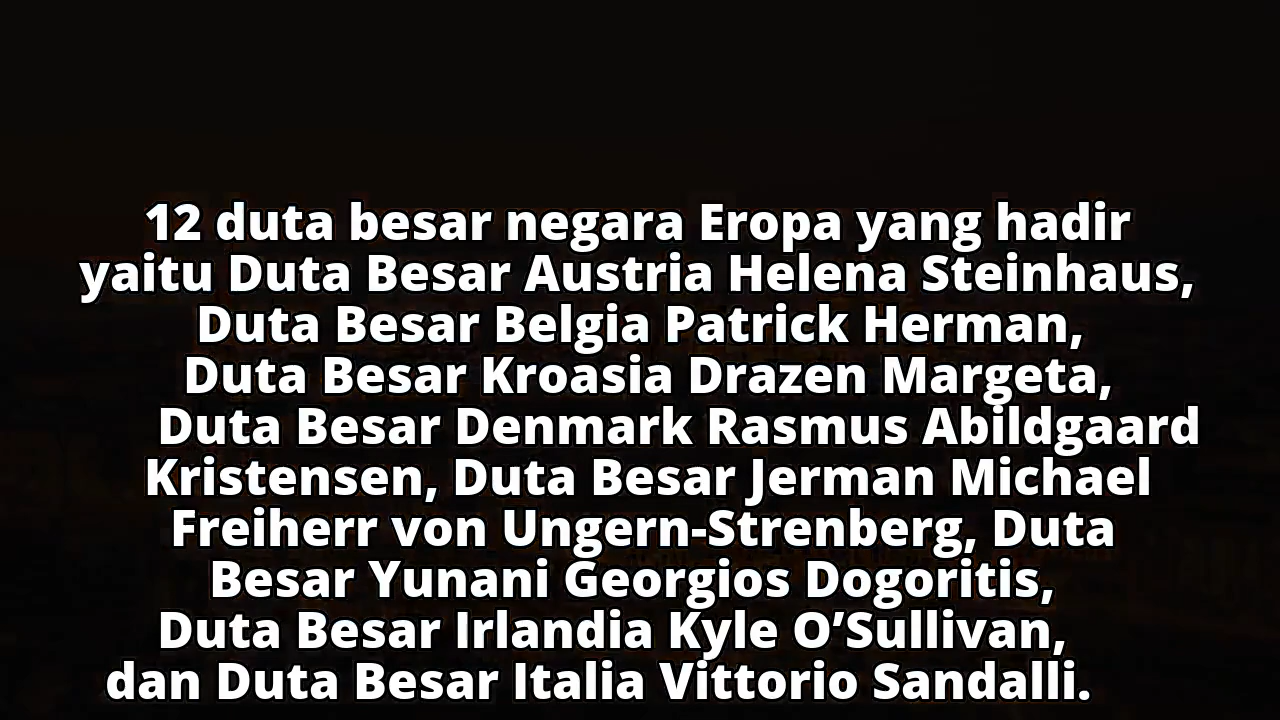 12 duta besar negara Eropa yang hadir
yaitu Duta Besar Austria Helena Steinhaus,
Duta Besar Belgia Patrick Herman,
Duta Besar Kroasia Drazen Margeta,
Duta Besar Denmark Rasmus Abildgaard
Kristensen, Duta Besar Jerman Michael
Freiherr von Ungern-Strenberg, Duta
Besar Yunani Georgios Dogoritis,
Duta Besar Irlandia Kyle O’Sullivan,
dan Duta Besar Italia Vittorio Sandalli.